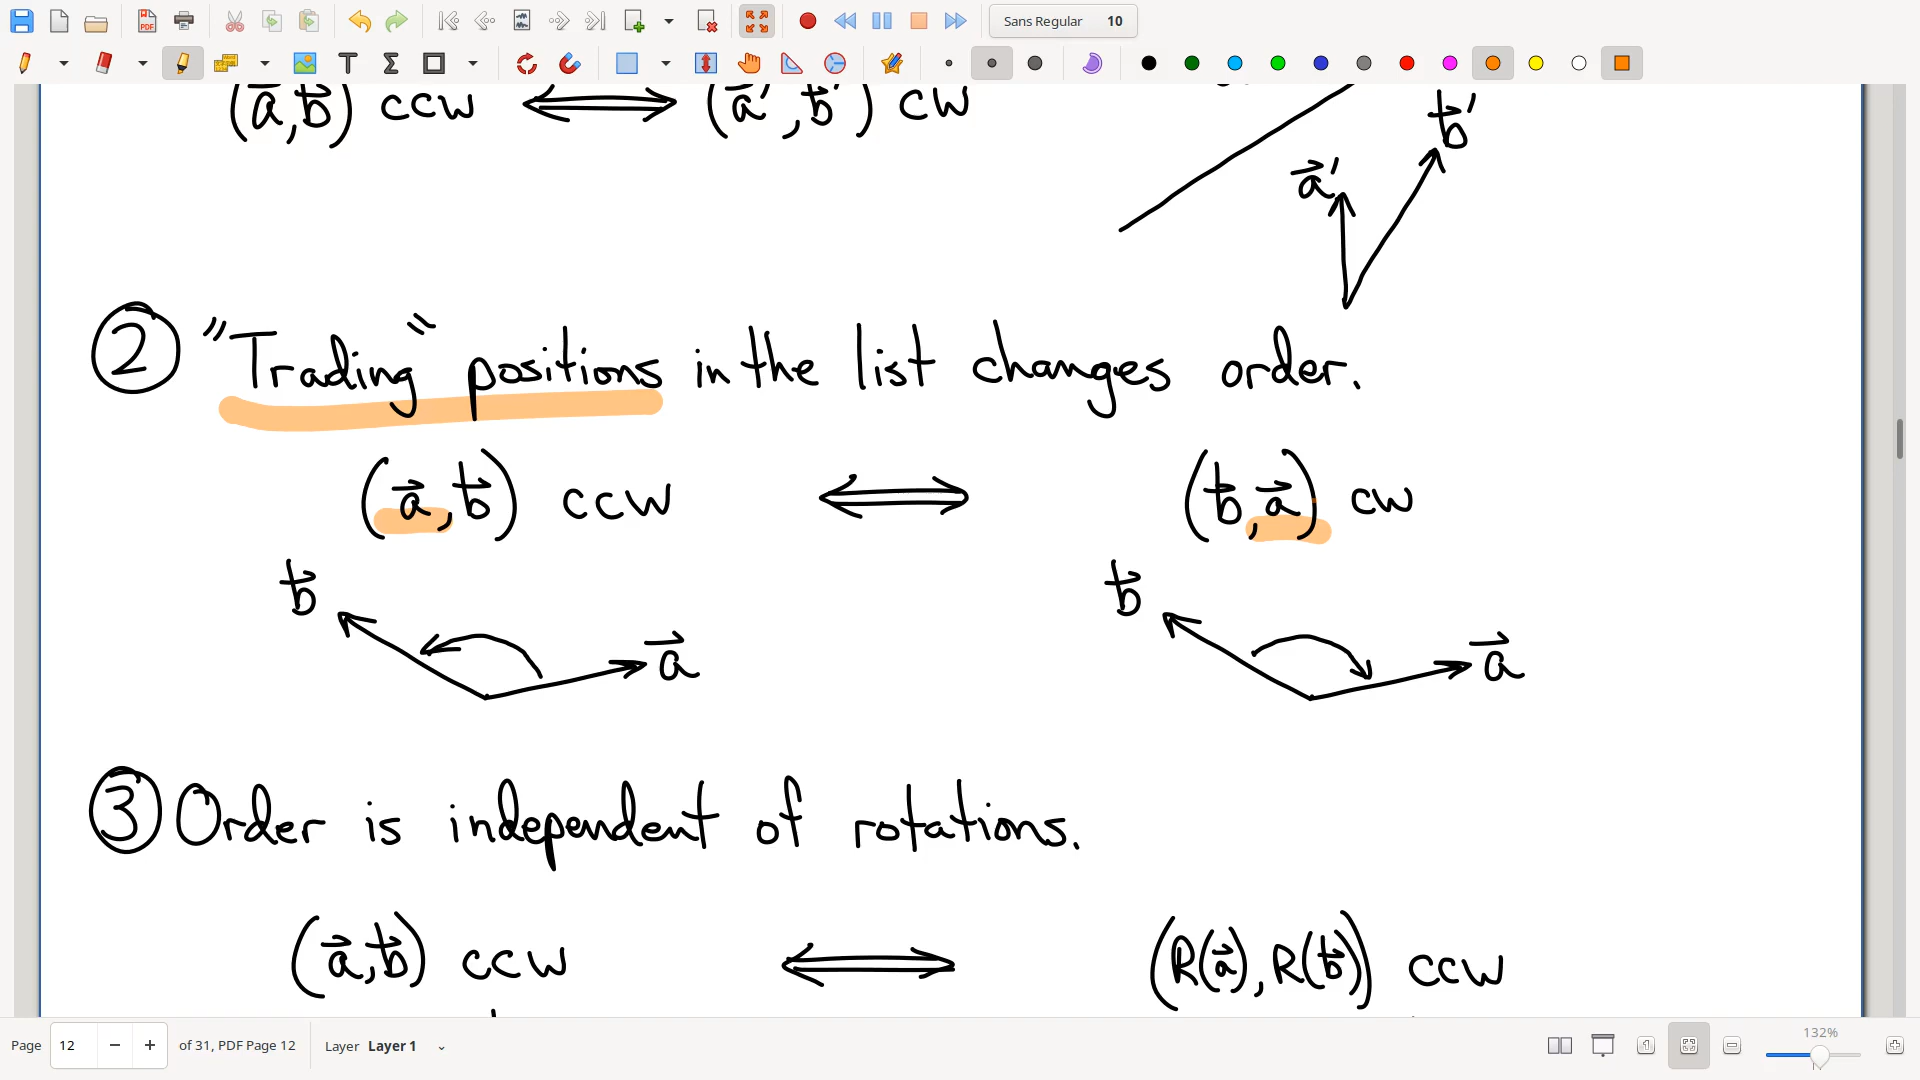 Sans Regular 10
(a⃗, b⃗) ccw ⟺ (a⃗′, b⃗′) cw
b⃗′
a⃗′
② "Trading" positions in the list changes order.
(a⃗, b⃗) ccw ⟺ (b⃗, a⃗) cw
b⃗ a⃗ b⃗ a⃗
③ Order is independent of rotations.
(a⃗, b⃗) ccw ⟺ (R(a⃗), R(b⃗)) ccw
Page 12 of 31, PDF Page 12 Layer Layer 1 132%